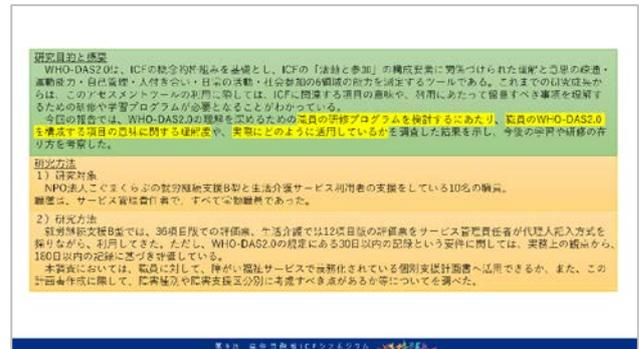 研究目的と概要
WHO-DAS2.0は、ICFの概念的枠組みを基礎とし、ICFの「活動と参加」の構成要素に関係づけられた理解と意思の疎通・
運動能力・自己管理・人付き合い・日常の活動・社会参加の6領域の能力を測定するツールである。これまでの研究成果か
らは、このアセスメントツールの利用に際しては、ICFに関連する項目の意味や、利用にあたって留意すべき事項を理解す
るための研修や学習プログラムが必要となることがわかっている。
今回の報告では、WHO-DAS2.0の理解を深めるための職員の研修プログラムを検討するにあたり、職員のWHO-DAS2.0
を構成する項目の意味に関する理解度や、実際にどのように活用しているかを調査した結果を示し、今後の学習や研修の在
り方を考察した。
研究方法
1）研究対象
NPO法人こぐまくらぶの就労継続支援B型と生活介護サービス利用者の支援をしている10名の職員。
職種は、サービス管理責任者で、すべて常勤職員であった。
2）研究方法
就労継続支援B型では、36項目版での評価票、生活介護では12項目版の評価票をサービス管理責任者が代理人記入方式を
採りながら、利用してきた。ただし、WHO-DAS2.0の規定にある30日以内の記録という要件に関しては、実務上の観点から、
180日以内の記録に基づき評価している。
本調査においては、職員に対して、障がい福祉サービスで義務化されている個別支援計画書へ活用できるか、また、この
計画書作成に際して、障害種別や障害支援区分別に考慮すべき点があるか等についてを調べた。